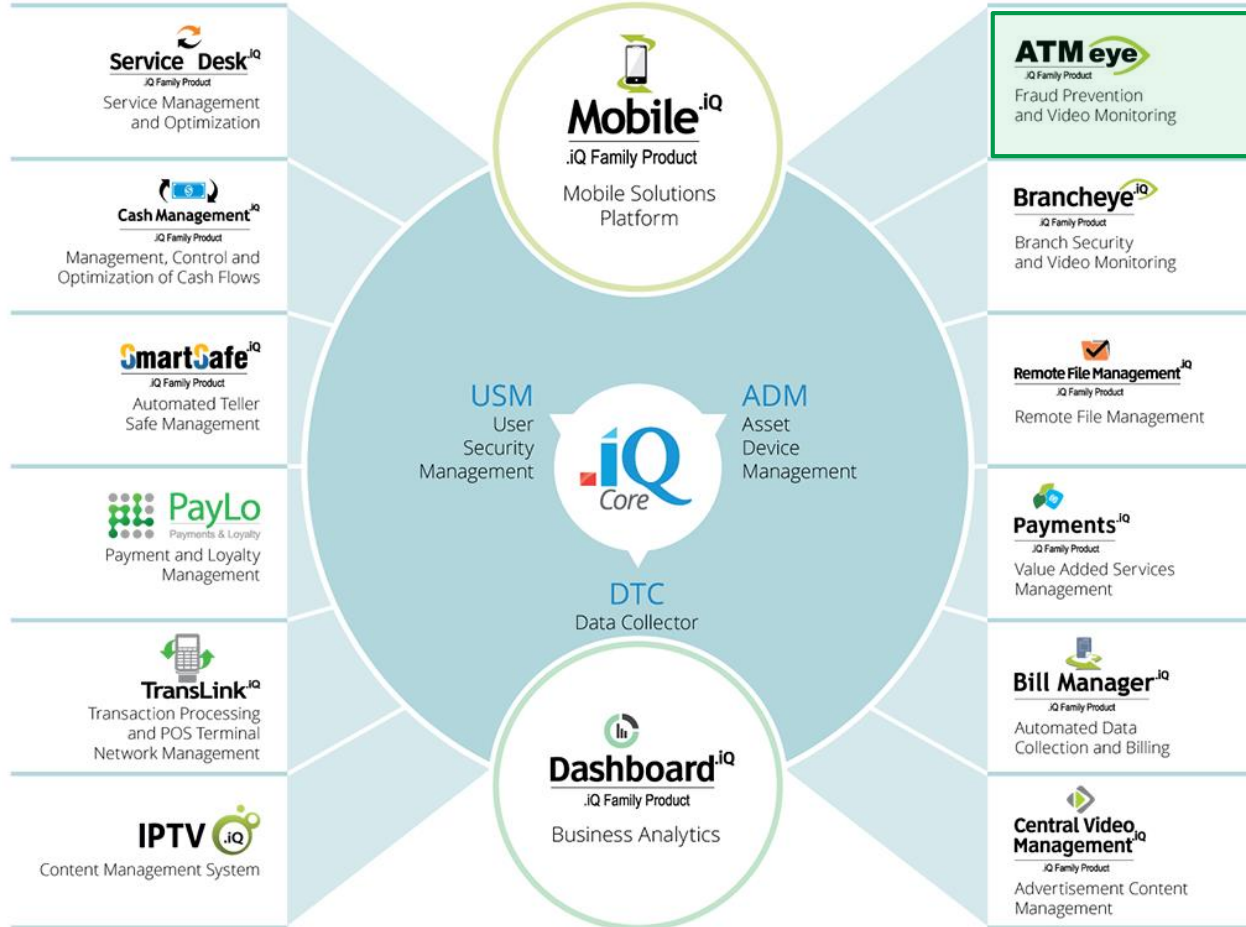 Service Desk.iQ
.iQ Family Product
Service Management
and Optimization
Cash Management.iQ
.iQ Family Product
Management, Control and
Optimization of Cash Flows
SmartSafe.iQ
.iQ Family Product
Automated Teller
Safe Management
PayLo
Payments & Loyalty
Payment and Loyalty
Management
TransLink.iQ
Transaction Processing
and POS Terminal
Network Management
IPTV .iQ
Content Management System
Mobile.iQ
.iQ Family Product
Mobile Solutions
Platform
USM
User
Security
Management
.iQ
Core
ADM
Asset
Device
Management
DTC
Data Collector
Dashboard.iQ
.iQ Family Product
Business Analytics
ATM eye
.iQ Family Product
Fraud Prevention
and Video Monitoring
Brancheye.iQ
.iQ Family Product
Branch Security
and Video Monitoring
Remote File Management.iQ
.iQ Family Product
Remote File Management
Payments.iQ
.iQ Family Product
Value Added Services
Management
Bill Manager.iQ
.iQ Family Product
Automated Data
Collection and Billing
Central Video
Management.iQ
.iQ Family Product
Advertisement Content
Management